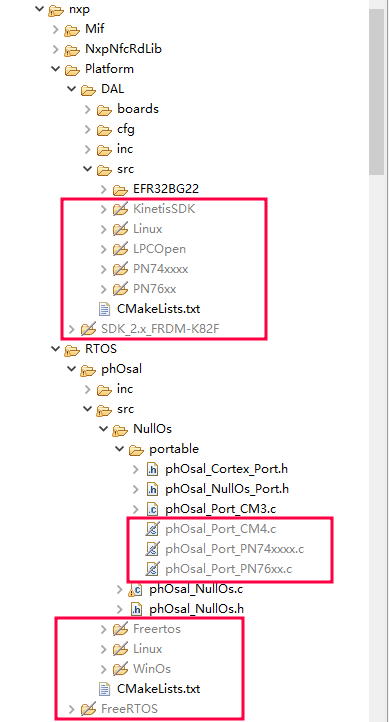 nxp
Mif
NxpNfcRdLib
Platform
DAL
boards
cfg
inc
src
EFR32BG22
KinetisSDK
Linux
LPCOpen
PN74xxxx
PN76xx
CMakeLists.txt
SDK_2.x_FRDM-K82F
RTOS
phOsal
inc
src
NullOs
portable
phOsal_Cortex_Port.h
phOsal_NullOs_Port.h
phOsal_Port_CM3.c
phOsal_Port_CM4.c
phOsal_Port_PN74xxxx.c
phOsal_Port_PN76xx.c
phOsal_NullOs.c
phOsal_NullOs.h
Freertos
Linux
WinOs
CMakeLists.txt
FreeRTOS